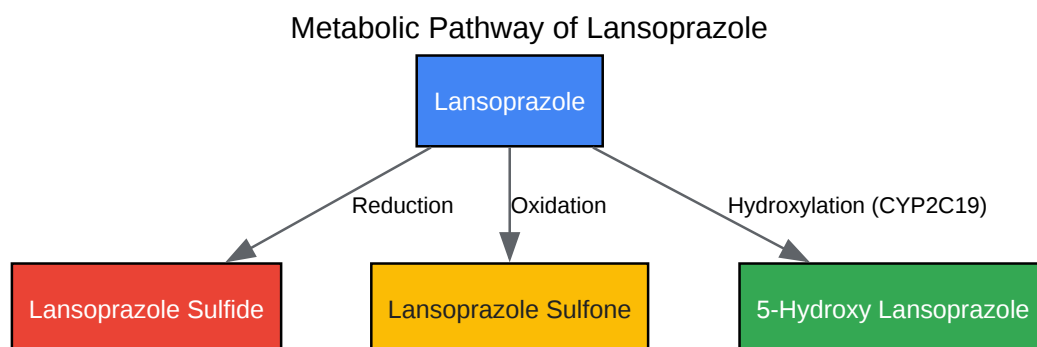 Metabolic Pathway of Lansoprazole
Lansoprazole
Reduction
Oxidation
Hydroxylation (CYP2C19)
Lansoprazole Sulfide
Lansoprazole Sulfone
5-Hydroxy Lansoprazole